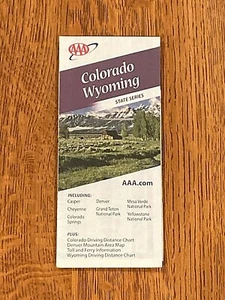 AAA
Colorado
Wyoming
STATE SERIES
AAA.com
INCLUDING:
Casper Denver Mesa Verde
National Park
Cheyenne Grand Teton
National Park Yellowstone
National Park
Colorado
Springs
PLUS:
Colorado Driving Distance Chart
Denver Mountain Area Map
Toll and Ferry Information
Wyoming Driving Distance Chart